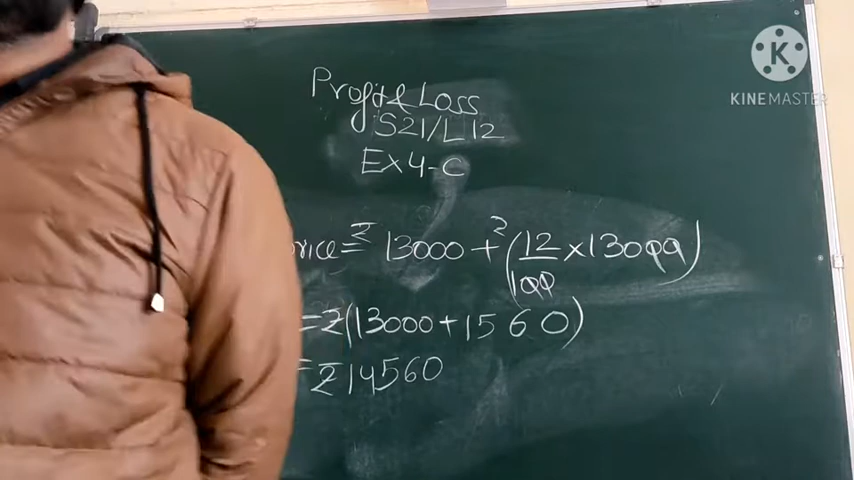 Profit & Loss
S21/L12
Ex 4-C
rice = ₹ 13000 + ₹ (12/100 × 13000)
= ₹ (13000 + 1560)
= ₹ 14560
K
KINEMASTER